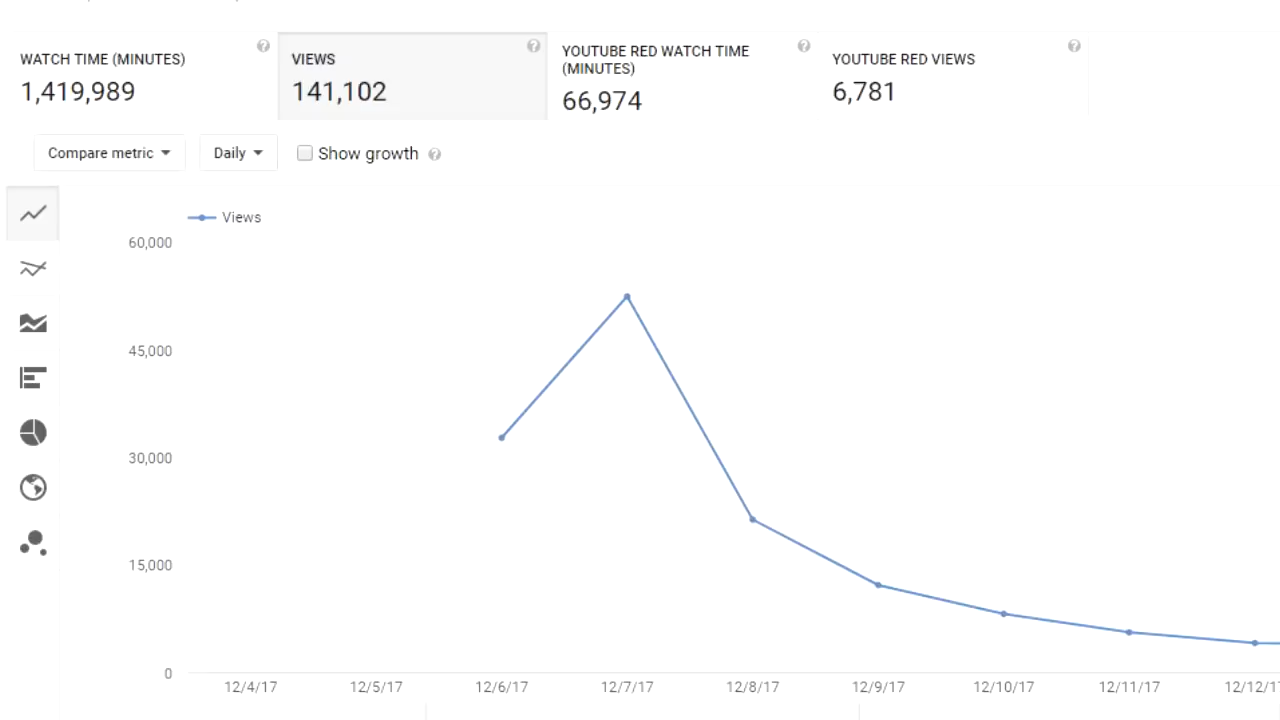 WATCH TIME (MINUTES)
1,419,989
VIEWS
141,102
YOUTUBE RED WATCH TIME
(MINUTES)
66,974
YOUTUBE RED VIEWS
6,781
Compare metric
Daily
Show growth
Views
60,000
45,000
30,000
15,000
0
12/4/17
12/5/17
12/6/17
12/7/17
12/8/17
12/9/17
12/10/17
12/11/17
12/12/17